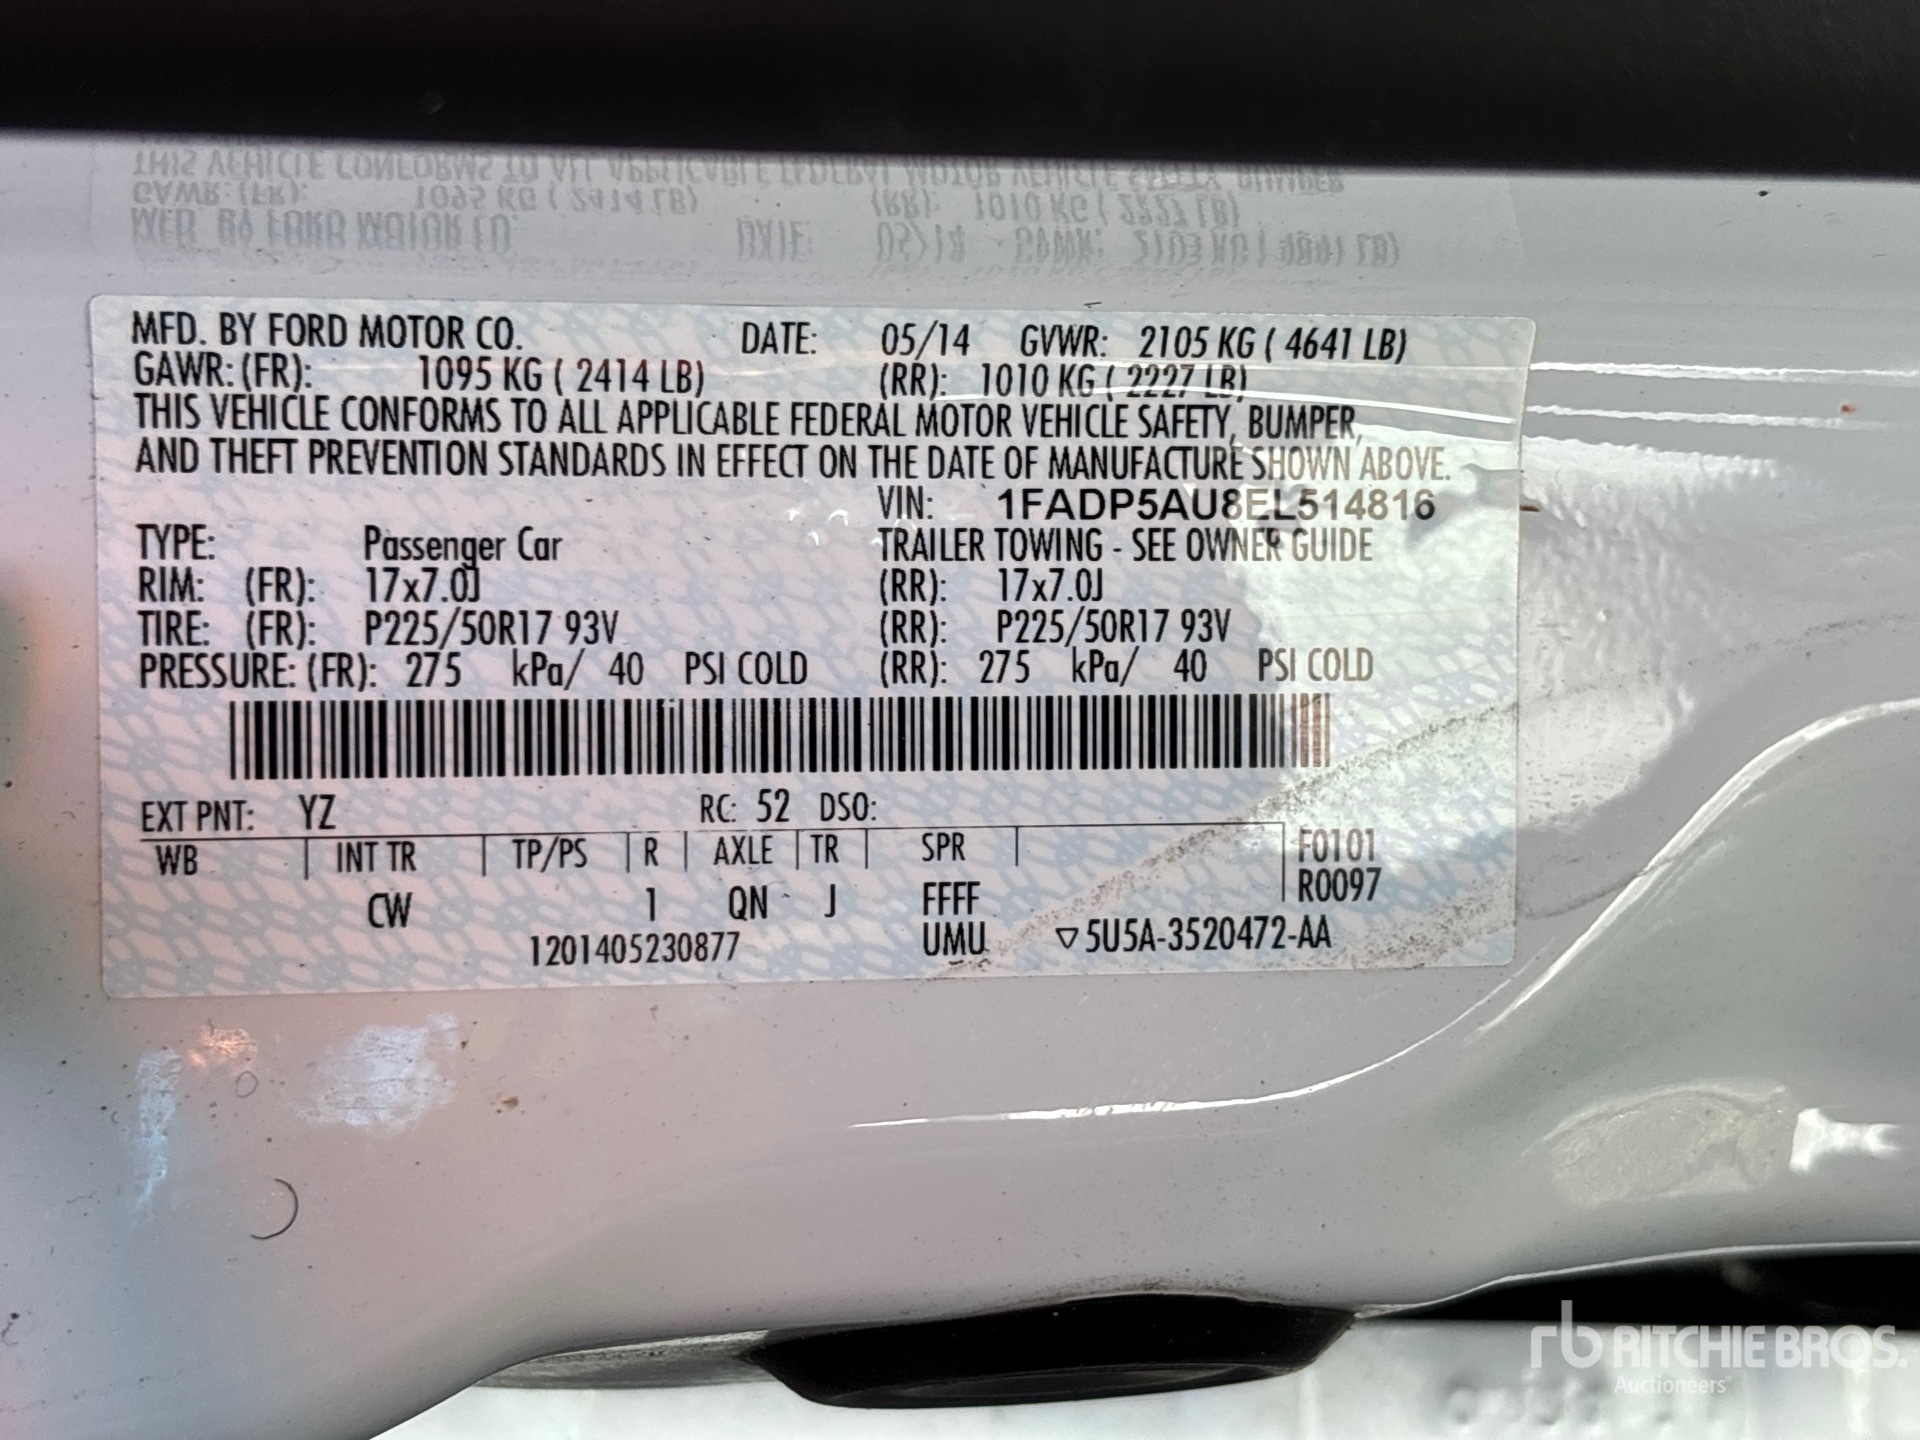 MFD. BY FORD MOTOR CO. DATE: 05/14 GVWR: 2105 KG ( 4641 LB)
GAWR: (FR): 1095 KG ( 2414 LB) (RR): 1010 KG ( 2227 LB)
THIS VEHICLE CONFORMS TO ALL APPLICABLE FEDERAL MOTOR VEHICLE SAFETY, BUMPER,
AND THEFT PREVENTION STANDARDS IN EFFECT ON THE DATE OF MANUFACTURE SHOWN ABOVE.
VIN: 1FADP5AU8EL514816
TYPE: Passenger Car TRAILER TOWING - SEE OWNER GUIDE
RIM: (FR): 17x7.0J (RR): 17x7.0J
TIRE: (FR): P225/50R17 93V (RR): P225/50R17 93V
PRESSURE: (FR): 275 kPa/ 40 PSI COLD (RR): 275 kPa/ 40 PSI COLD
EXT PNT: YZ RC: 52 DSO:
WB INT TR TP/PS R AXLE TR SPR F0101
R0097
CW 1 QN J FFFF
1201405230877 UMU ▽ 5U5A-3520472-AA
rb RITCHIE BROS.
Auctioneers